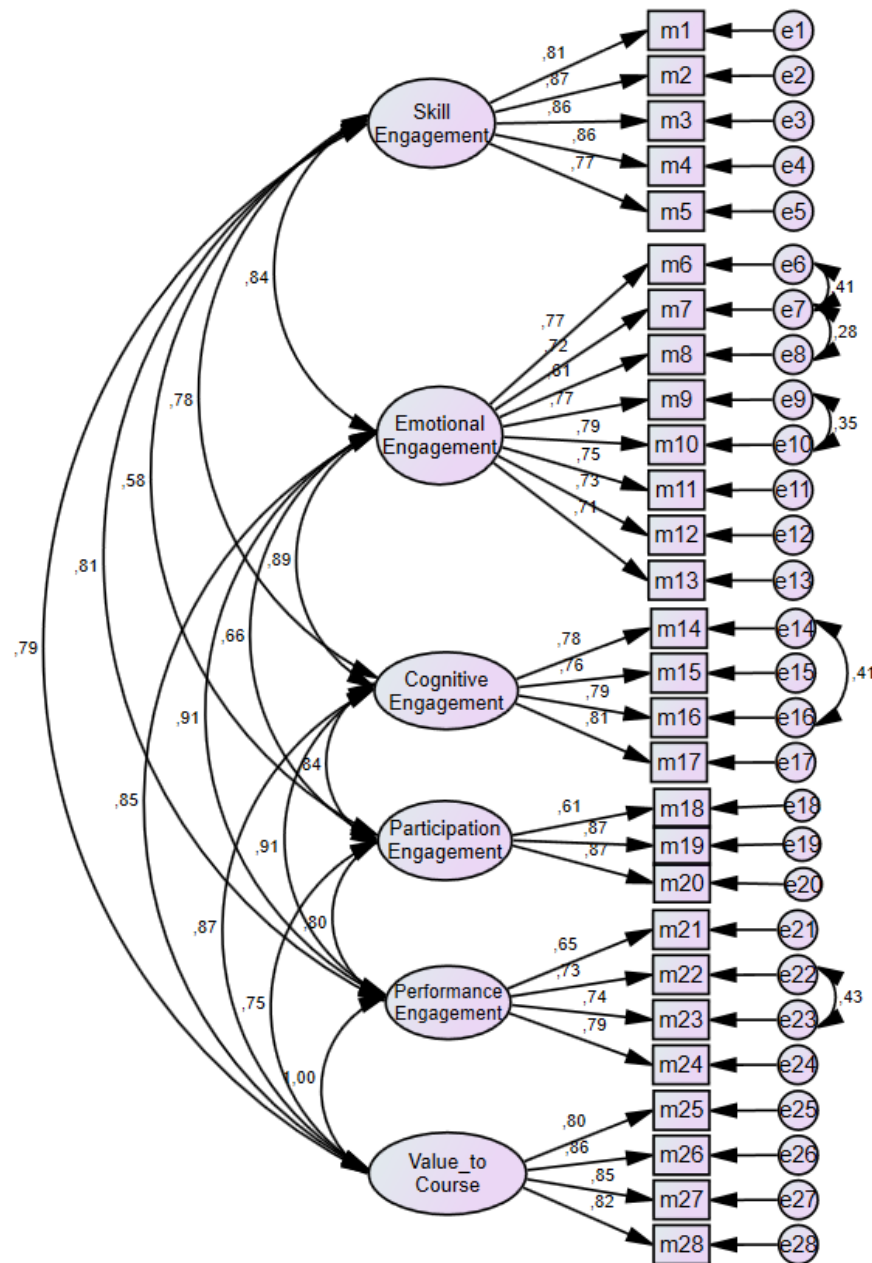 m1
e1
,81
m2
e2
,87
Skill
Engagement
m3
e3
,86
m4
e4
,86
m5
e5
,77
m6
e6
,41
m7
e7
,77
,28
m8
e8
,72
m9
e9
,81
,35
m10
e10
,77
Emotional
Engagement
m11
e11
,79
m12
e12
,75
m13
e13
,73
,71
,84
,78
,58
,81
,79
,89
,66
,91
,85
m14
e14
,78
m15
e15
,76
,41
Cognitive
Engagement
m16
e16
,79
m17
e17
,81
,84
,91
,87
m18
e18
,61
m19
e19
,87
Participation
Engagement
m20
e20
,87
,80
,75
m21
e21
,65
m22
e22
,73
,43
Performance
Engagement
m23
e23
,74
m24
e24
,79
1,00
m25
e25
,80
m26
e26
,86
Value_to
Course
m27
e27
,85
m28
e28
,82